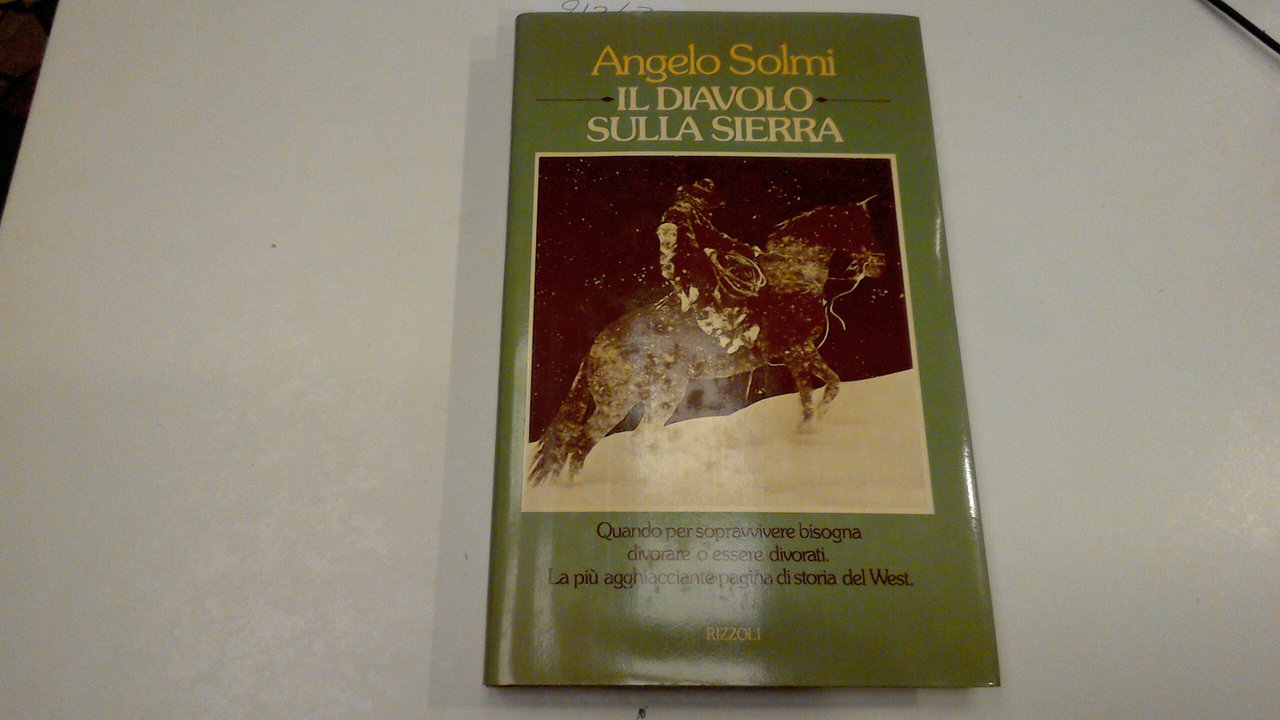 Angelo Solmi
IL DIAVOLO
SULLA SIERRA
Quando per sopravvivere bisogna
divorare o essere divorati.
La più agghiacciante pagina di storia del West.
RIZZOLI